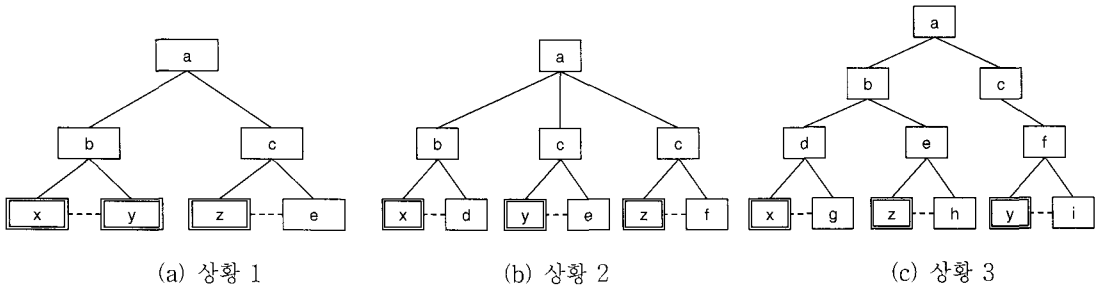 a
b c
x y z e
(a) 상황 1
a
b c c
x d y e z f
(b) 상황 2
a
b c
d e f
x g z h y i
(c) 상황 3